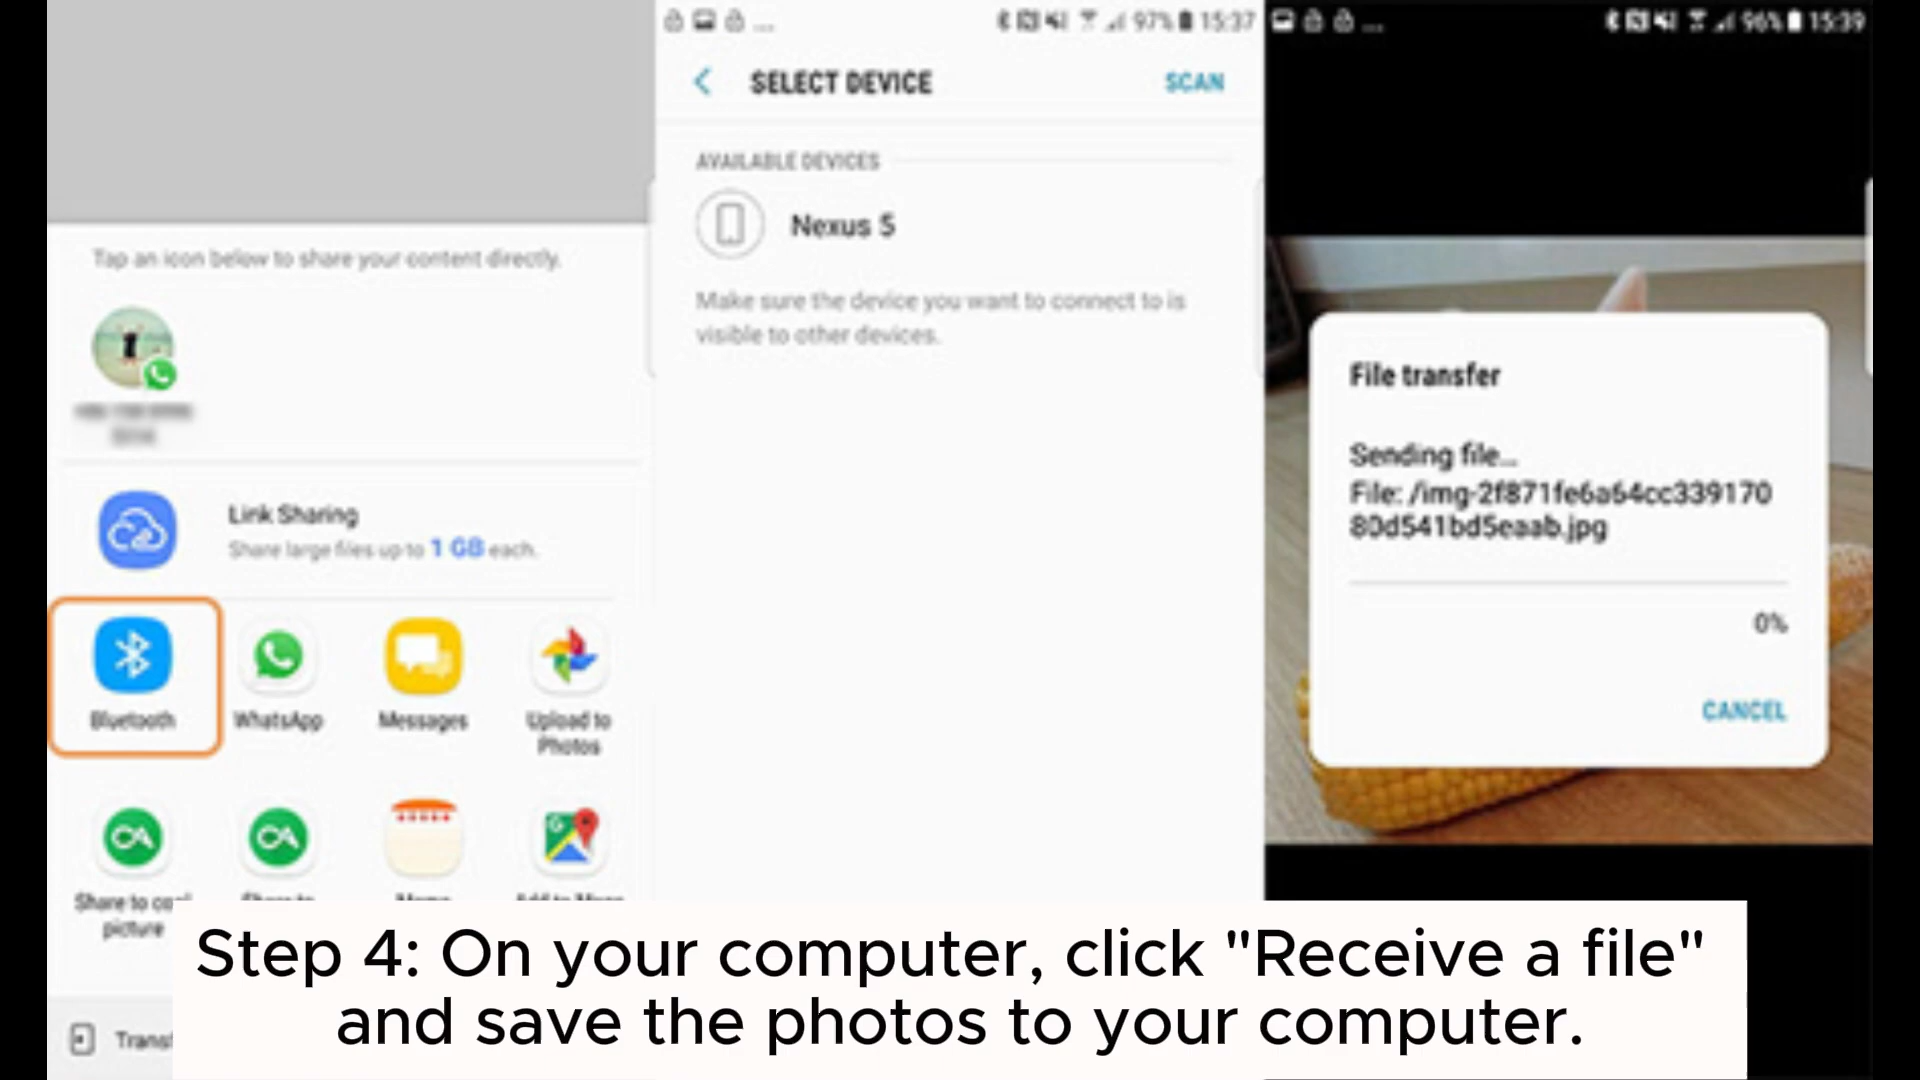 Tap an icon below to share your content directly.
Link Sharing
Share large files up to 1 GB each.
Bluetooth
WhatsApp
Messages
Upload to
Photos
Share to
picture
Share to
Memo
... 97% 15:37
SELECT DEVICE
SCAN
AVAILABLE DEVICES
Nexus 5
Make sure the device you want to connect to is
visible to other devices.
... 96% 15:39
File transfer
Sending file...
File: /img-2f871fe6a64cc339170
80d541bd5eaab.jpg
0%
CANCEL
Step 4: On your computer, click "Receive a file"
and save the photos to your computer.